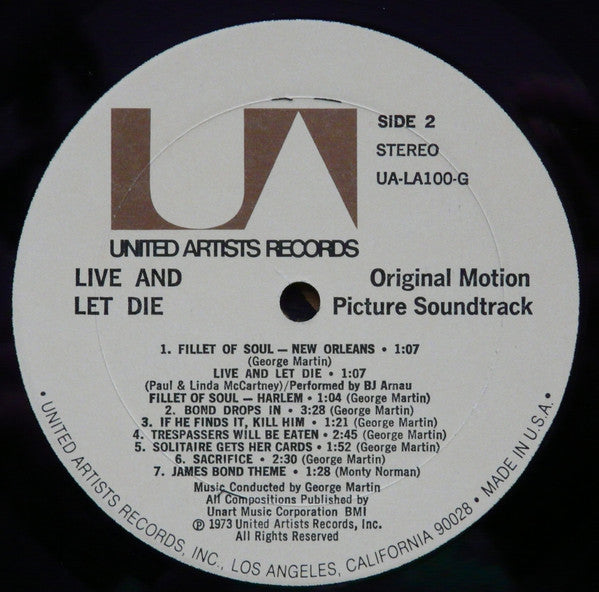 UA
SIDE 2
STEREO
UA-LA100-G
UNITED ARTISTS RECORDS
LIVE AND
LET DIE
Original Motion
Picture Soundtrack
1. FILLET OF SOUL – NEW ORLEANS • 1:07
(George Martin)
LIVE AND LET DIE • 1:07
(Paul & Linda McCartney)/Performed by BJ Arnau
FILLET OF SOUL – HARLEM • 1:04 (George Martin)
2. BOND DROPS IN • 3:28 (George Martin)
3. IF HE FINDS IT, KILL HIM • 1:21 (George Martin)
4. TRESPASSERS WILL BE EATEN • 2:45 (George Martin)
5. SOLITAIRE GETS HER CARDS • 1:52 (George Martin)
6. SACRIFICE • 2:30 (George Martin)
7. JAMES BOND THEME • 1:28 (Monty Norman)
Music Conducted by George Martin
All Compositions Published by
Unart Music Corporation BMI
℗ 1973 United Artists Records, Inc.
All Rights Reserved
• UNITED ARTISTS RECORDS, INC., LOS ANGELES, CALIFORNIA 90028 • MADE IN U.S.A. •